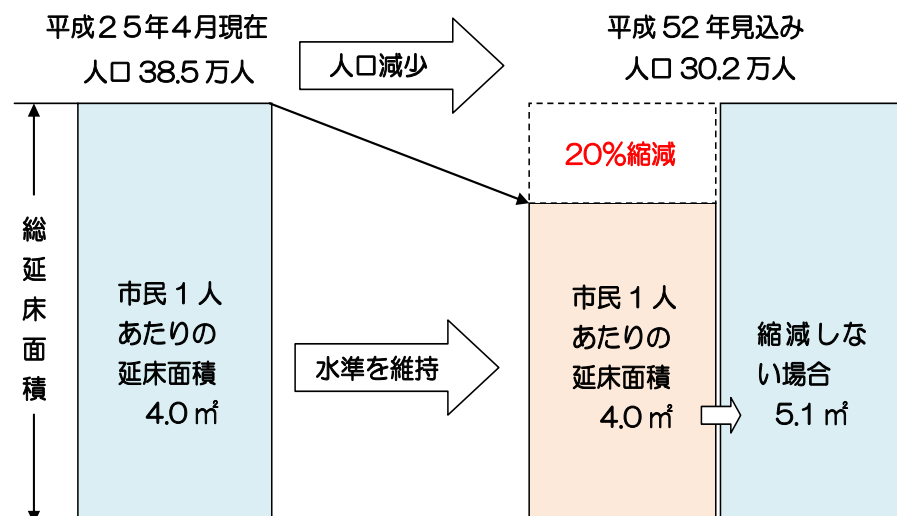 平成２５年４月現在
人口 38.5 万人
人口減少
平成 52 年見込み
人口 30.2 万人
20%縮減
総延床面積
市民 1 人
あたりの
延床面積
4.0 ㎡
水準を維持
市民 1 人
あたりの
延床面積
4.0 ㎡
縮減しな
い場合
5.1 ㎡